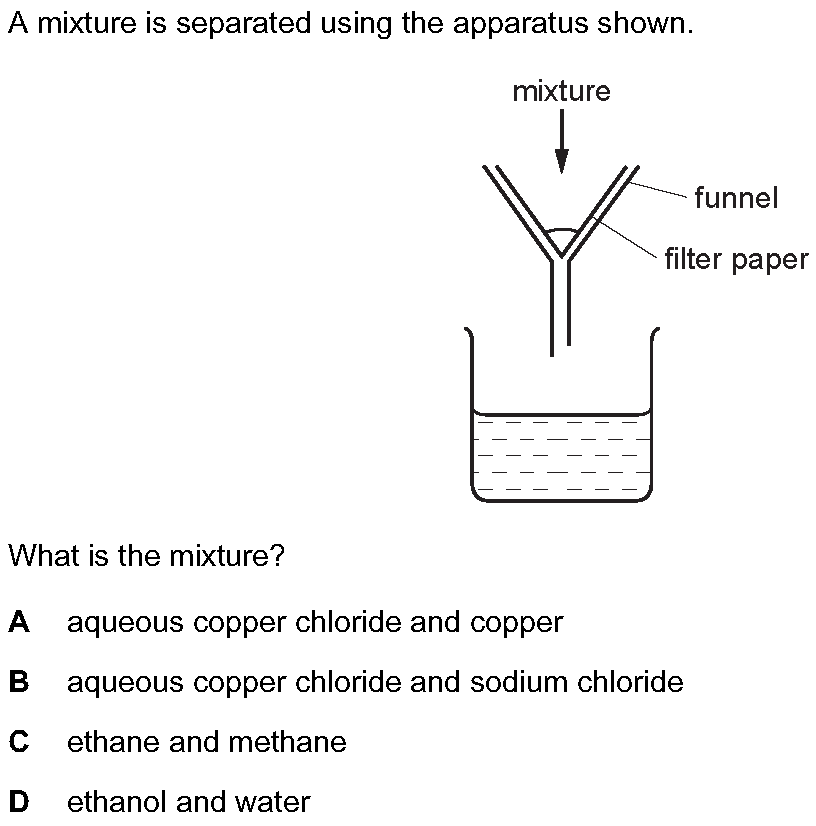 A mixture is separated using the apparatus shown.
mixture
funnel
filter paper
What is the mixture?
A aqueous copper chloride and copper
B aqueous copper chloride and sodium chloride
C ethane and methane
D ethanol and water